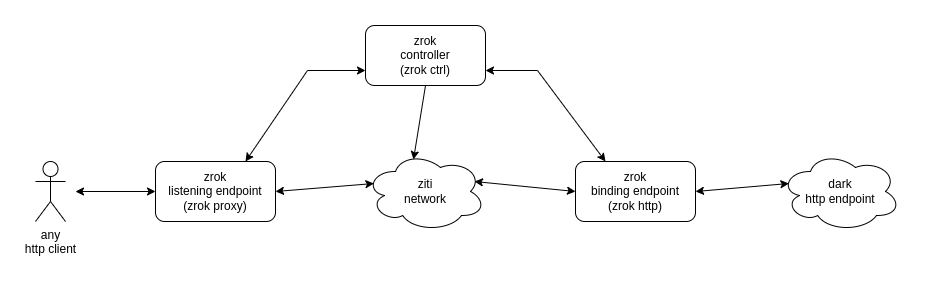 zrok
controller
(zrok ctrl)
zrok
listening endpoint
(zrok proxy)
ziti
network
zrok
binding endpoint
(zrok http)
dark
http endpoint
any
http client